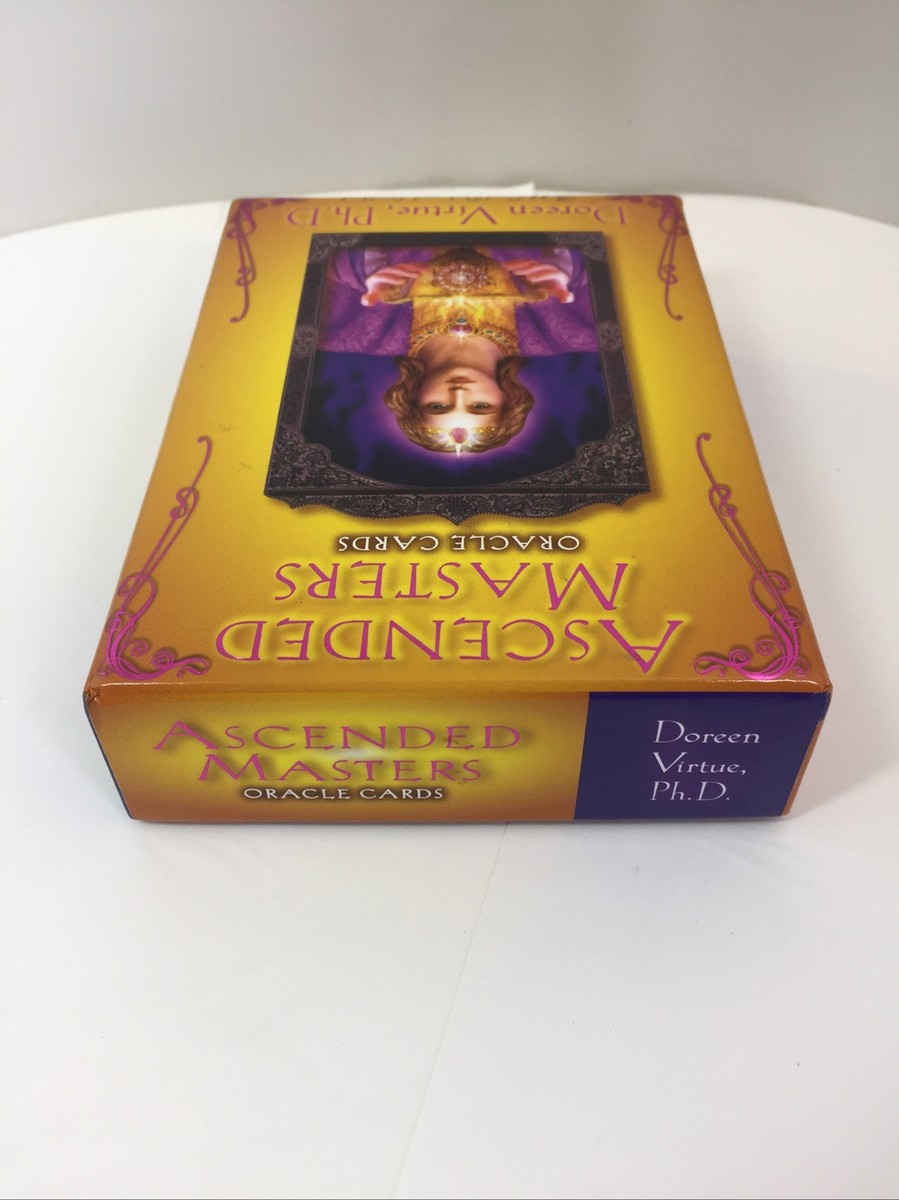 Doreen Virtue, Ph.D
ORACLE CARDS
MASTERS
ASCENDED
ASCENDED
MASTERS
ORACLE CARDS
Doreen
Virtue,
Ph.D.